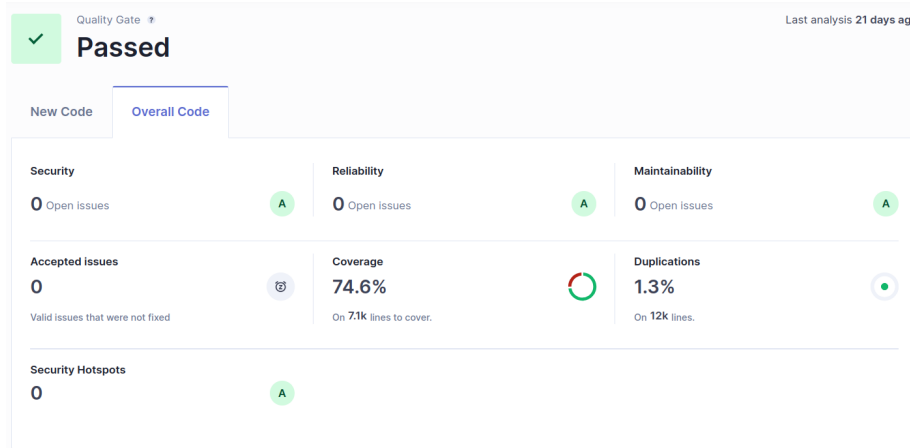 Quality Gate ?
Last analysis 21 days ag
Passed
New Code
Overall Code
Security
0 Open issues
A
Reliability
0 Open issues
A
Maintainability
0 Open issues
A
Accepted issues
0
Valid issues that were not fixed
Coverage
74.6%
On 7.1k lines to cover.
Duplications
1.3%
On 12k lines.
Security Hotspots
0
A